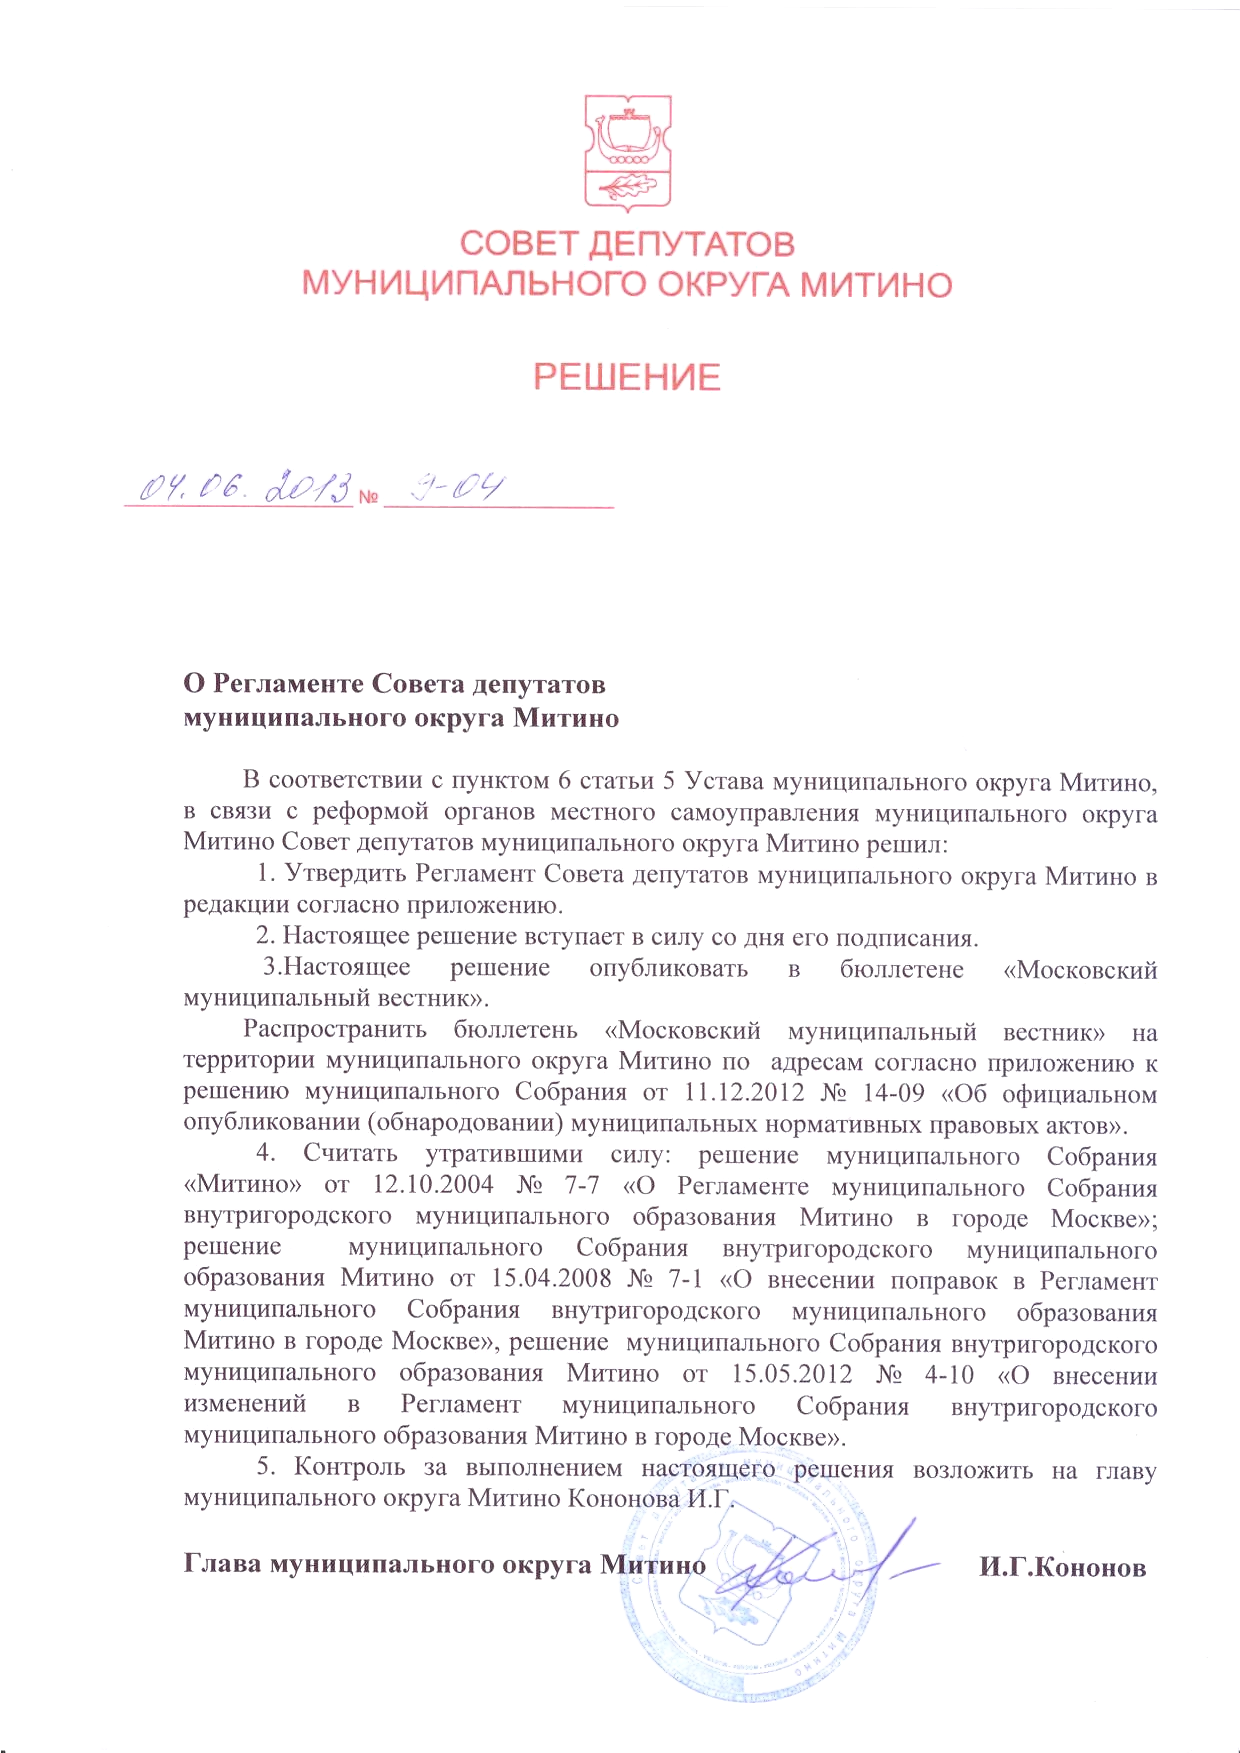 СОВЕТ ДЕПУТАТОВ
МУНИЦИПАЛЬНОГО ОКРУГА МИТИНО
РЕШЕНИЕ
04.06.2013 № 9-04
О Регламенте Совета депутатов
муниципального округа Митино
В соответствии с пунктом 6 статьи 5 Устава муниципального округа Митино,
в связи с реформой органов местного самоуправления муниципального округа
Митино Совет депутатов муниципального округа Митино решил:
1. Утвердить Регламент Совета депутатов муниципального округа Митино в
редакции согласно приложению.
2. Настоящее решение вступает в силу со дня его подписания.
3.Настоящее решение опубликовать в бюллетене «Московский
муниципальный вестник».
Распространить бюллетень «Московский муниципальный вестник» на
территории муниципального округа Митино по адресам согласно приложению к
решению муниципального Собрания от 11.12.2012 № 14-09 «Об официальном
опубликовании (обнародовании) муниципальных нормативных правовых актов».
4. Считать утратившими силу: решение муниципального Собрания
«Митино» от 12.10.2004 № 7-7 «О Регламенте муниципального Собрания
внутригородского муниципального образования Митино в городе Москве»;
решение муниципального Собрания внутригородского муниципального
образования Митино от 15.04.2008 № 7-1 «О внесении поправок в Регламент
муниципального Собрания внутригородского муниципального образования
Митино в городе Москве», решение муниципального Собрания внутригородского
муниципального образования Митино от 15.05.2012 № 4-10 «О внесении
изменений в Регламент муниципального Собрания внутригородского
муниципального образования Митино в городе Москве».
5. Контроль за выполнением настоящего решения возложить на главу
муниципального округа Митино Кононова И.Г.
Глава муниципального округа Митино И.Г.Кононов